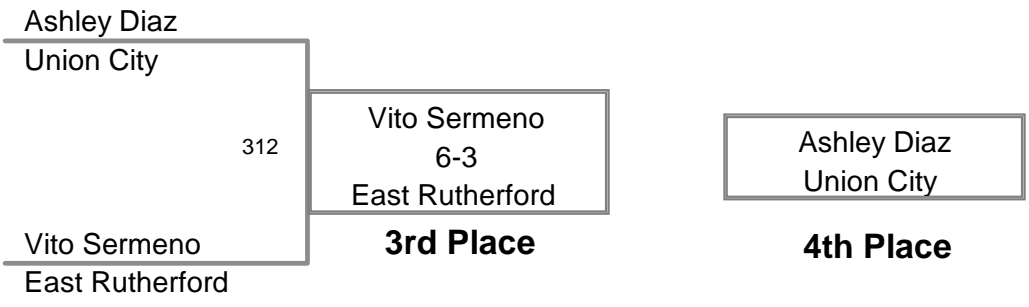 Ashley Diaz
Union City
312
Vito Sermeno
East Rutherford
Vito Sermeno
6-3
East Rutherford
3rd Place
Ashley Diaz
Union City
4th Place